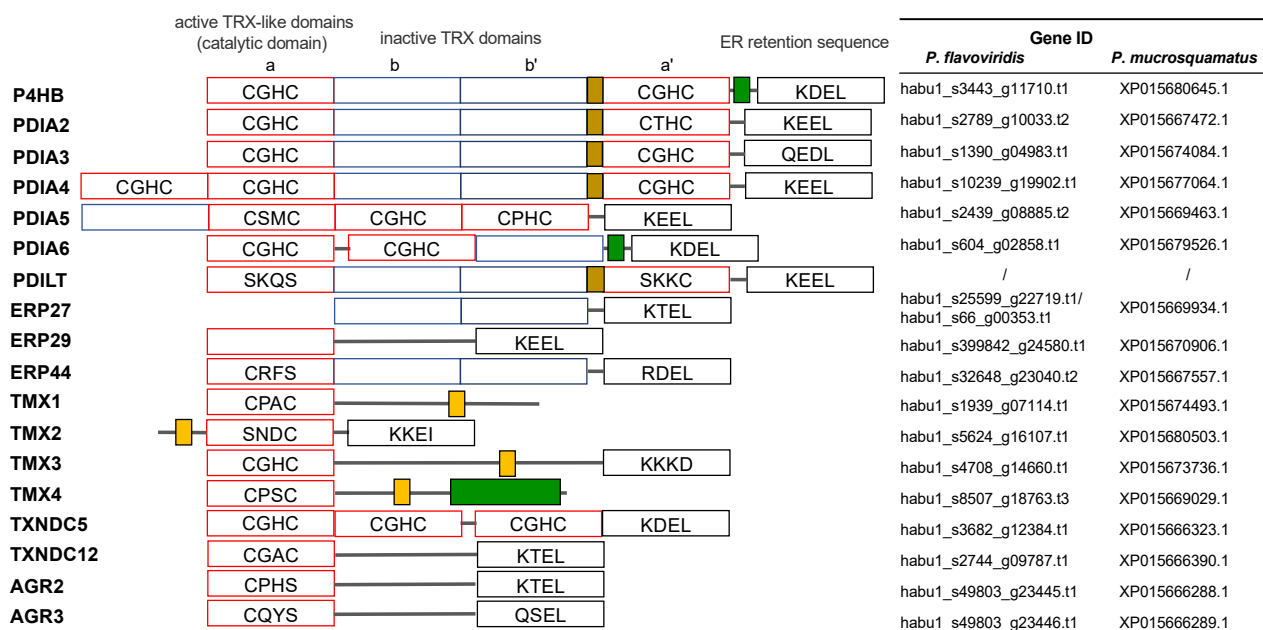 active TRX-like domains
(catalytic domain)
inactive TRX domains
ER retention sequence
Gene ID
P. flavoviridis P. mucrosquamatus
a b b' a'
P4HB CGHC CGHC KDEL habu1_s3443_g11710.t1 XP015680645.1
PDIA2 CGHC CTHC KEEL habu1_s2789_g10033.t2 XP015667472.1
PDIA3 CGHC CGHC QEDL habu1_s1390_g04983.t1 XP015674084.1
PDIA4 CGHC CGHC CGHC KEEL habu1_s10239_g19902.t1 XP015677064.1
PDIA5 CSMC CGHC CPHC KEEL habu1_s2439_g08885.t2 XP015669463.1
PDIA6 CGHC CGHC KDEL habu1_s604_g02858.t1 XP015679526.1
PDILT SKQS SKKC KEEL / /
ERP27 KTEL habu1_s25599_g22719.t1/ XP015669934.1
habu1_s66_g00353.t1
ERP29 KEEL habu1_s399842_g24580.t1 XP015670906.1
ERP44 CRFS RDEL habu1_s32648_g23040.t2 XP015667557.1
TMX1 CPAC habu1_s1939_g07114.t1 XP015674493.1
TMX2 SNDC KKEI habu1_s5624_g16107.t1 XP015680503.1
TMX3 CGHC KKKD habu1_s4708_g14660.t1 XP015673736.1
TMX4 CPSC habu1_s8507_g18763.t3 XP015669029.1
TXNDC5 CGHC CGHC CGHC KDEL habu1_s3682_g12384.t1 XP015666323.1
TXNDC12 CGAC KTEL habu1_s2744_g09787.t1 XP015666390.1
AGR2 CPHS KTEL habu1_s49803_g23445.t1 XP015666288.1
AGR3 CQYS QSEL habu1_s49803_g23446.t1 XP015666289.1